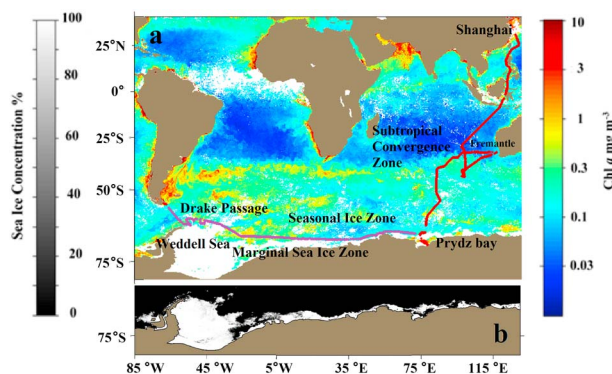 Sea Ice Concentration %
100
80
60
40
20
0
a
Shanghai
25°N
0°
25°S
50°S
75°S
Subtropical
Convergence
Zone
Fremantle
Drake Passage
Seasonal Ice Zone
Weddell Sea
Marginal Sea Ice Zone
Prydz bay
10
3
1
0.3
0.1
0.03
Chl a mg m-3
b
75°S
85 °W
45°W
5°W
35°E
75°E
115°E